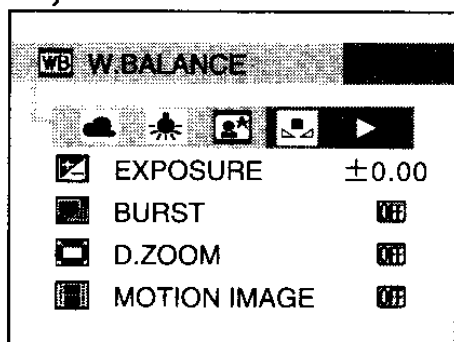 WB W.BALANCE
EXPOSURE ±0.00
BURST Off
D.ZOOM Off
MOTION IMAGE Off